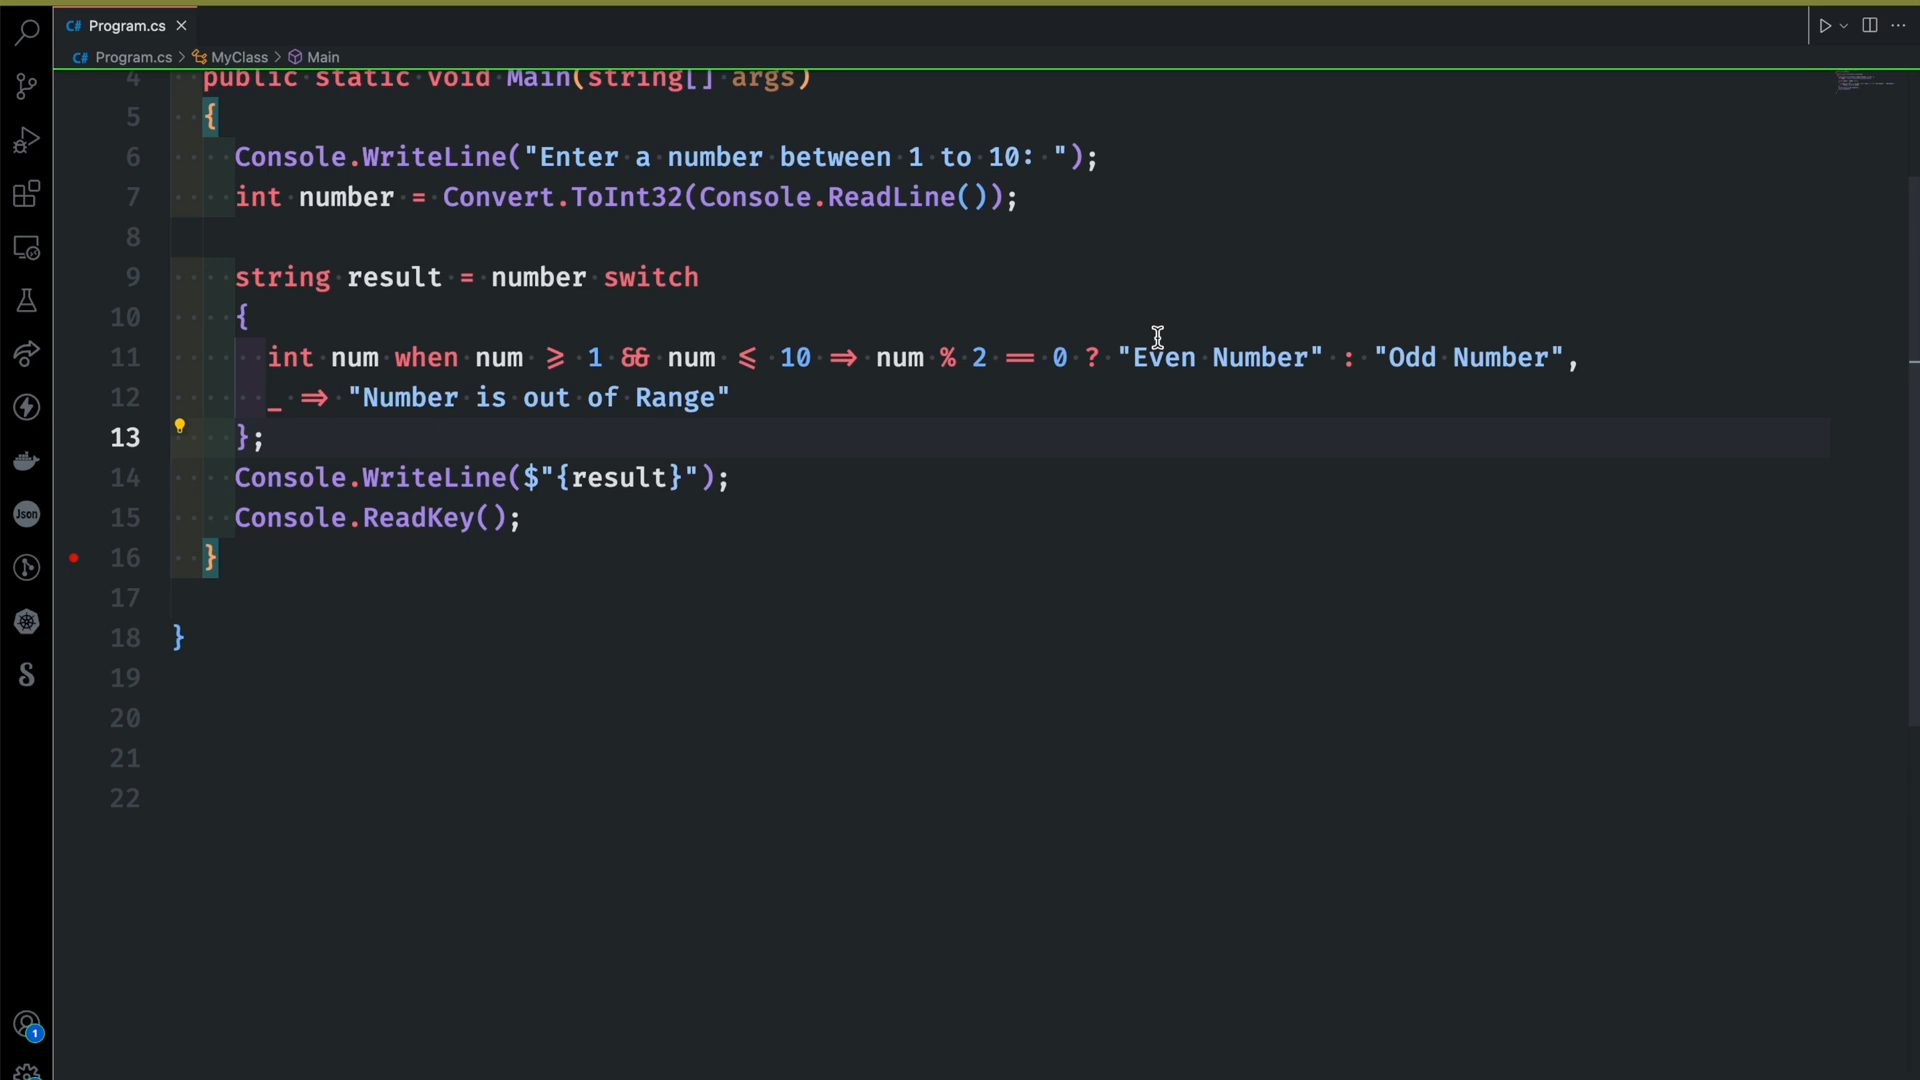 Program.cs
Program.cs > MyClass > Main
4 public static void Main(string[] args)
5 {
6 Console.WriteLine("Enter a number between 1 to 10: ");
7 int number = Convert.ToInt32(Console.ReadLine());
8
9 string result = number switch
10 {
11 int num when num >= 1 && num <= 10 => num % 2 == 0 ? "Even Number" : "Odd Number",
12 _ => "Number is out of Range"
13 };
14 Console.WriteLine($"{result}");
15 Console.ReadKey();
16 }
17
18 }
19
20
21
22
Json
1